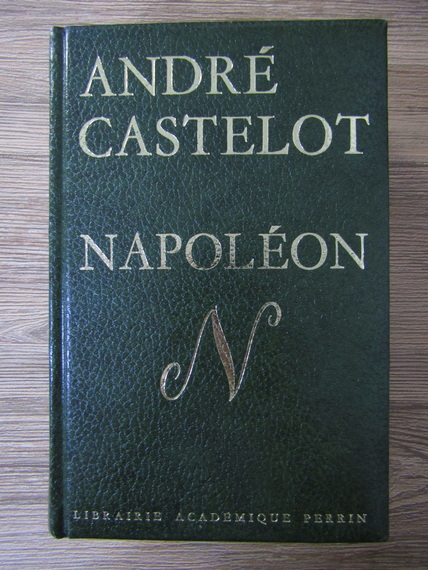 ANDRÉ
CASTELOT
NAPOLÉON
N
LIBRAIRIE ACADÉMIQUE PERRIN